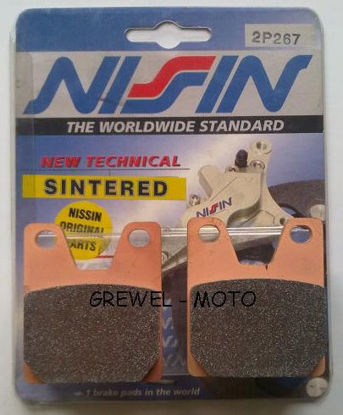 2P267
NISSIN
THE WORLDWIDE STANDARD
NEW TECHNICAL
SINTERED
NISSIN
ORIGINAL
PARTS
NISSIN
GREWEL - MOTO
1 brake pads in the world